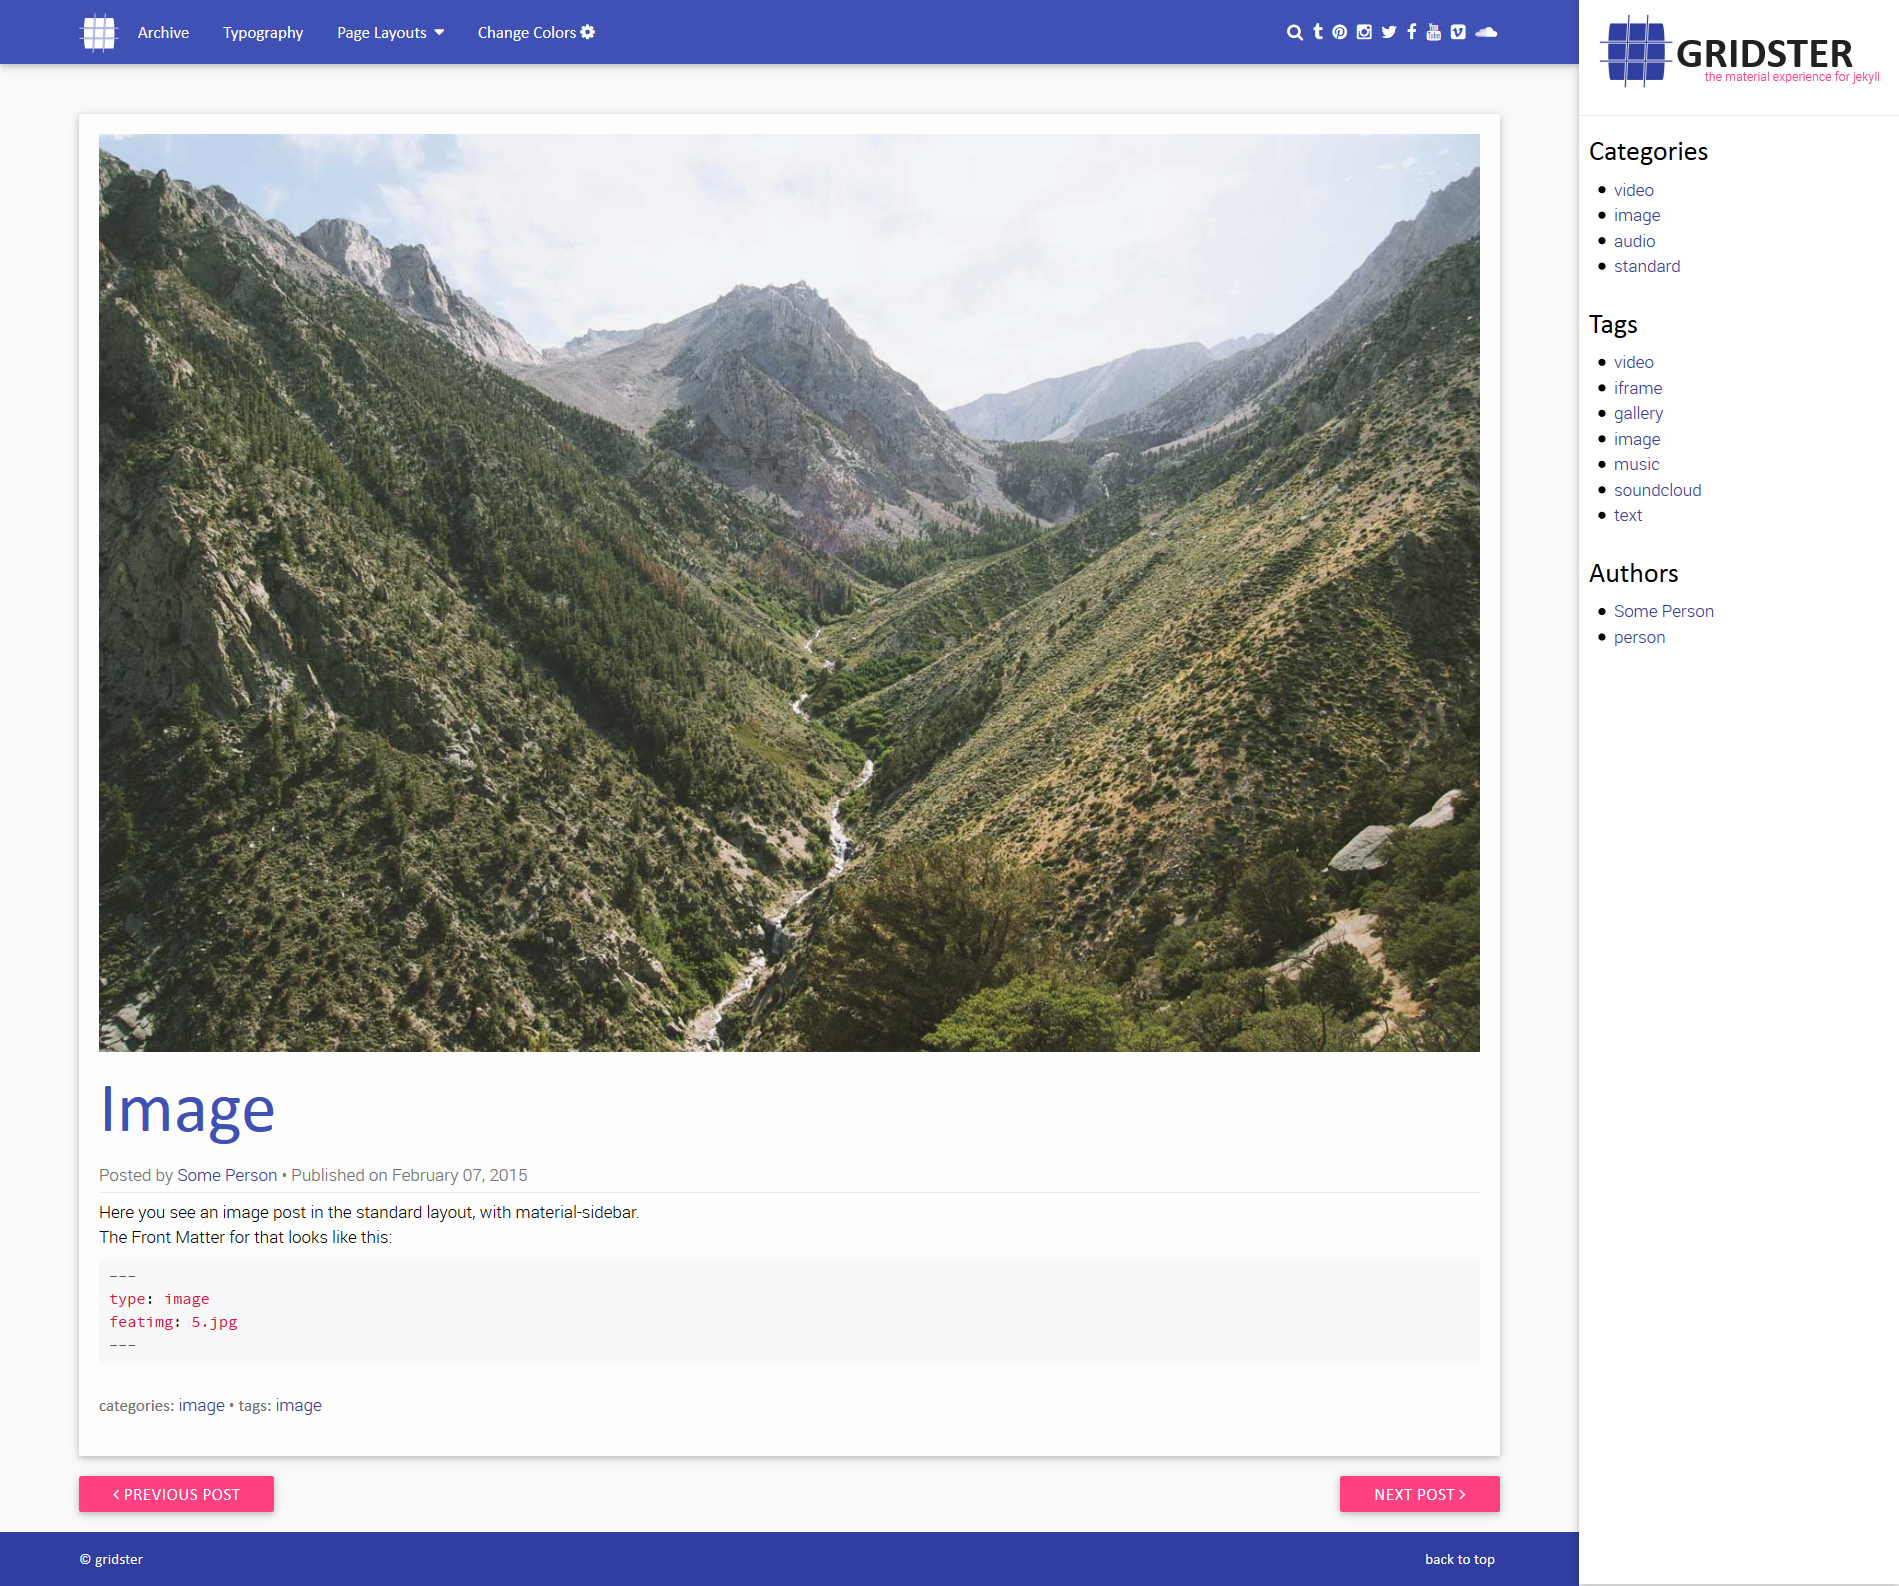 Archive
Typography
Page Layouts
Change Colors
t
You
Tube
GRIDSTER
the material experience for jekyll
Categories
video
image
audio
standard
Tags
video
iframe
gallery
image
music
soundcloud
text
Authors
Some Person
person
Image
Posted by Some Person • Published on February 07, 2015
Here you see an image post in the standard layout, with material-sidebar.
The Front Matter for that looks like this:
---
type: image
featimg: 5.jpg
---
categories: image • tags: image
PREVIOUS POST
NEXT POST
© gridster
back to top